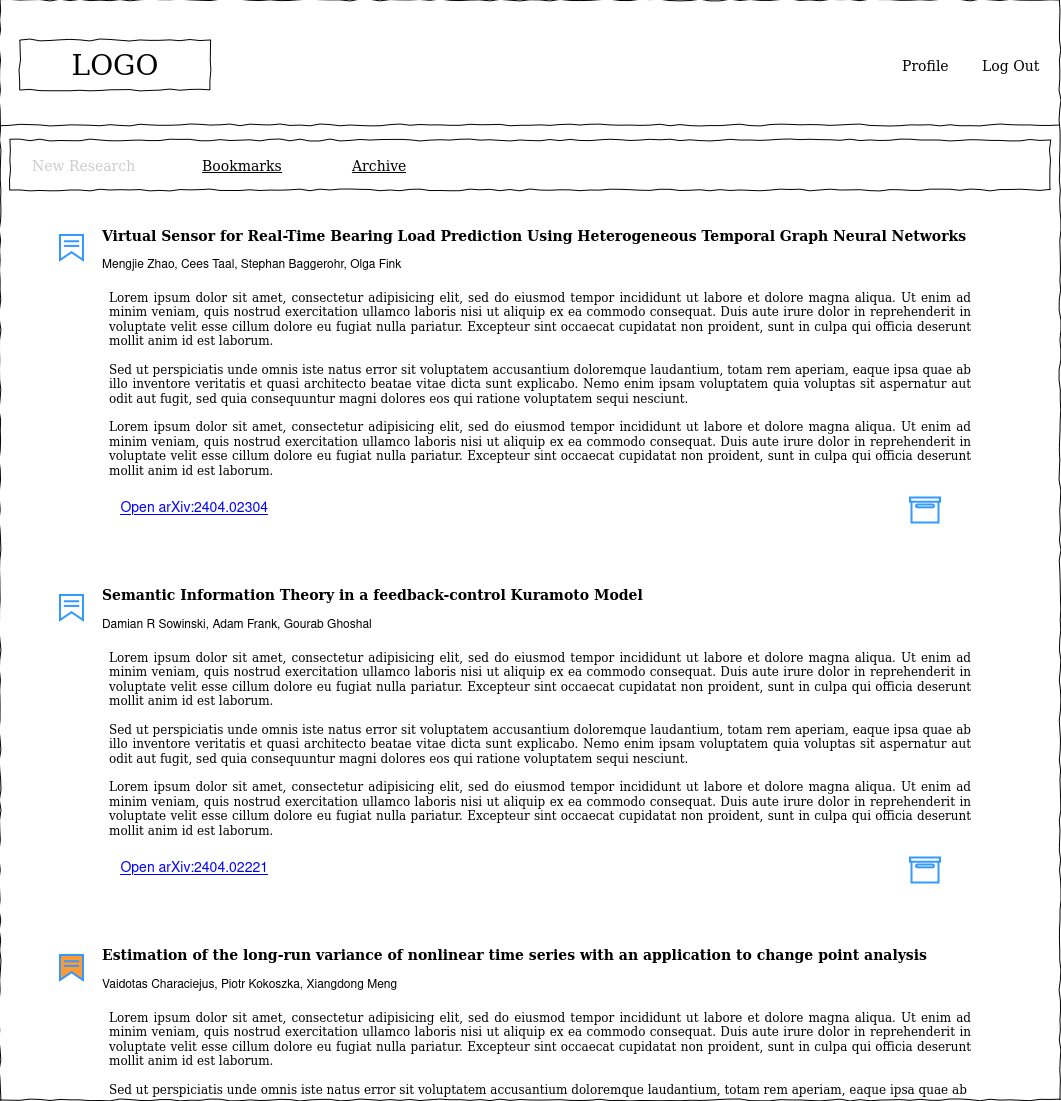 LOGO
Profile Log Out
New Research Bookmarks Archive
Virtual Sensor for Real-Time Bearing Load Prediction Using Heterogeneous Temporal Graph Neural Networks
Mengjie Zhao, Cees Taal, Stephan Baggerohr, Olga Fink
Lorem ipsum dolor sit amet, consectetur adipisicing elit, sed do eiusmod tempor incididunt ut labore et dolore magna aliqua. Ut enim ad
minim veniam, quis nostrud exercitation ullamco laboris nisi ut aliquip ex ea commodo consequat. Duis aute irure dolor in reprehenderit in
voluptate velit esse cillum dolore eu fugiat nulla pariatur. Excepteur sint occaecat cupidatat non proident, sunt in culpa qui officia deserunt
mollit anim id est laborum.
Sed ut perspiciatis unde omnis iste natus error sit voluptatem accusantium doloremque laudantium, totam rem aperiam, eaque ipsa quae ab
illo inventore veritatis et quasi architecto beatae vitae dicta sunt explicabo. Nemo enim ipsam voluptatem quia voluptas sit aspernatur aut
odit aut fugit, sed quia consequuntur magni dolores eos qui ratione voluptatem sequi nesciunt.
Lorem ipsum dolor sit amet, consectetur adipisicing elit, sed do eiusmod tempor incididunt ut labore et dolore magna aliqua. Ut enim ad
minim veniam, quis nostrud exercitation ullamco laboris nisi ut aliquip ex ea commodo consequat. Duis aute irure dolor in reprehenderit in
voluptate velit esse cillum dolore eu fugiat nulla pariatur. Excepteur sint occaecat cupidatat non proident, sunt in culpa qui officia deserunt
mollit anim id est laborum.
Open arXiv:2404.02304
Semantic Information Theory in a feedback-control Kuramoto Model
Damian R Sowinski, Adam Frank, Gourab Ghoshal
Lorem ipsum dolor sit amet, consectetur adipisicing elit, sed do eiusmod tempor incididunt ut labore et dolore magna aliqua. Ut enim ad
minim veniam, quis nostrud exercitation ullamco laboris nisi ut aliquip ex ea commodo consequat. Duis aute irure dolor in reprehenderit in
voluptate velit esse cillum dolore eu fugiat nulla pariatur. Excepteur sint occaecat cupidatat non proident, sunt in culpa qui officia deserunt
mollit anim id est laborum.
Sed ut perspiciatis unde omnis iste natus error sit voluptatem accusantium doloremque laudantium, totam rem aperiam, eaque ipsa quae ab
illo inventore veritatis et quasi architecto beatae vitae dicta sunt explicabo. Nemo enim ipsam voluptatem quia voluptas sit aspernatur aut
odit aut fugit, sed quia consequuntur magni dolores eos qui ratione voluptatem sequi nesciunt.
Lorem ipsum dolor sit amet, consectetur adipisicing elit, sed do eiusmod tempor incididunt ut labore et dolore magna aliqua. Ut enim ad
minim veniam, quis nostrud exercitation ullamco laboris nisi ut aliquip ex ea commodo consequat. Duis aute irure dolor in reprehenderit in
voluptate velit esse cillum dolore eu fugiat nulla pariatur. Excepteur sint occaecat cupidatat non proident, sunt in culpa qui officia deserunt
mollit anim id est laborum.
Open arXiv:2404.02221
Estimation of the long-run variance of nonlinear time series with an application to change point analysis
Vaidotas Characiejus, Piotr Kokoszka, Xiangdong Meng
Lorem ipsum dolor sit amet, consectetur adipisicing elit, sed do eiusmod tempor incididunt ut labore et dolore magna aliqua. Ut enim ad
minim veniam, quis nostrud exercitation ullamco laboris nisi ut aliquip ex ea commodo consequat. Duis aute irure dolor in reprehenderit in
voluptate velit esse cillum dolore eu fugiat nulla pariatur. Excepteur sint occaecat cupidatat non proident, sunt in culpa qui officia deserunt
mollit anim id est laborum.
Sed ut perspiciatis unde omnis iste natus error sit voluptatem accusantium doloremque laudantium, totam rem aperiam, eaque ipsa quae ab